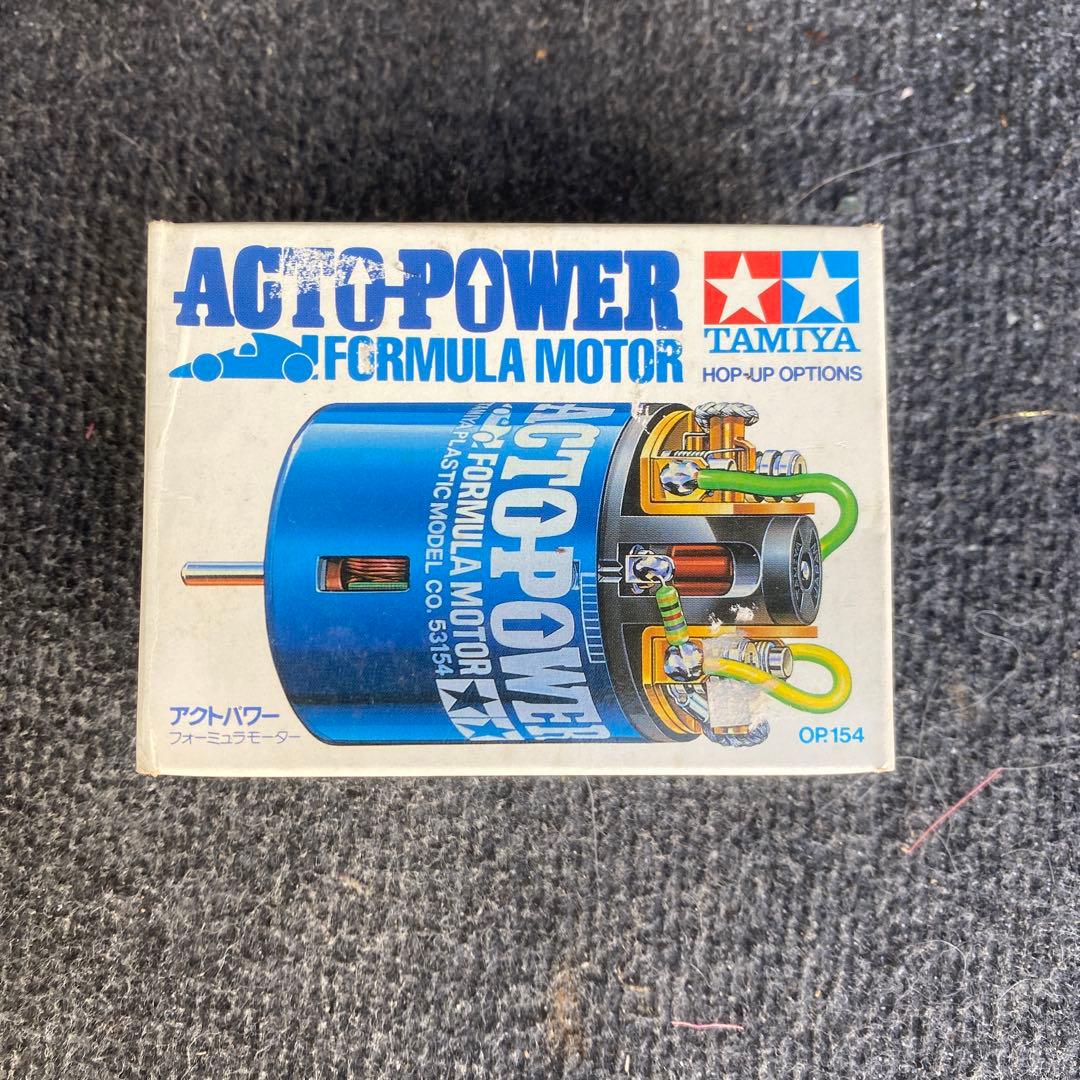 ACTO-POWER
FORMULA MOTOR
TAMIYA
HOP-UP OPTIONS
ACTO-POWER
FORMULA MOTOR
TAMIYA PLASTIC MODEL CO. 53154
アクトパワー
フォーミュラモーター
OP.154